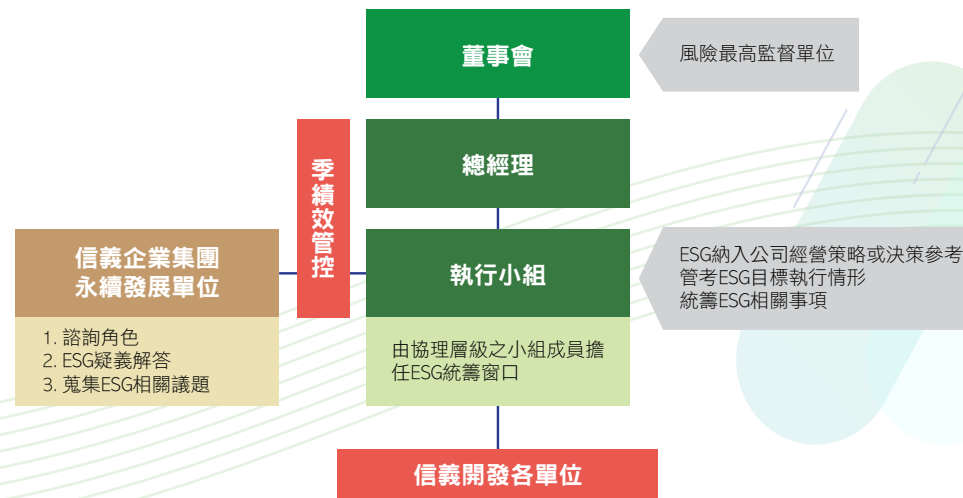 董事會
風險最高監督單位
總經理
季績效管控
信義企業集團
永續發展單位
1. 諮詢角色
2. ESG疑義解答
3. 蒐集ESG相關議題
執行小組
由協理層級之小組成員擔
任ESG統籌窗口
ESG納入公司經營策略或決策參考
管考ESG目標執行情形
統籌ESG相關事項
信義開發各單位